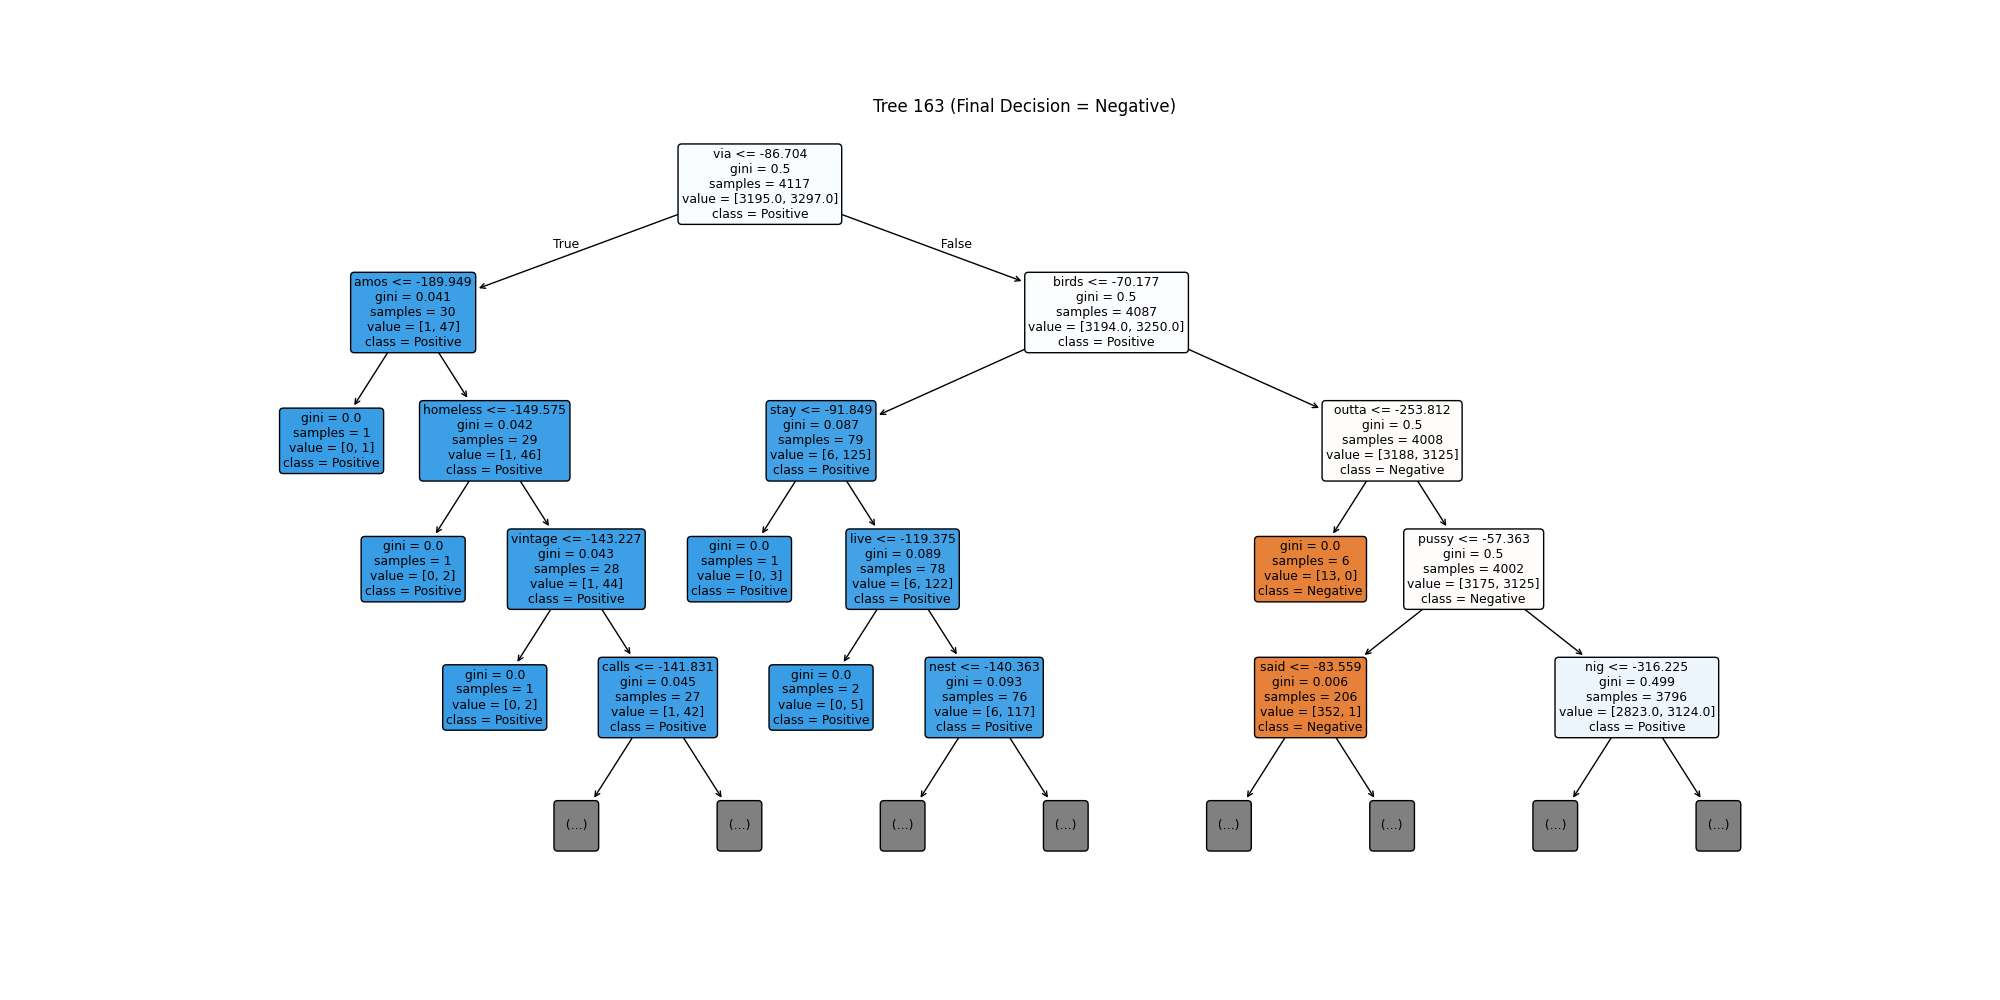 Tree 163 (Final Decision = Negative)
via <= -86.704
gini = 0.5
samples = 4117
value = [3195.0, 3297.0]
class = Positive
True
False
amos <= -189.949
gini = 0.041
samples = 30
value = [1, 47]
class = Positive
birds <= -70.177
gini = 0.5
samples = 4087
value = [3194.0, 3250.0]
class = Positive
gini = 0.0
samples = 1
value = [0, 1]
class = Positive
homeless <= -149.575
gini = 0.042
samples = 29
value = [1, 46]
class = Positive
stay <= -91.849
gini = 0.087
samples = 79
value = [6, 125]
class = Positive
outta <= -253.812
gini = 0.5
samples = 4008
value = [3188, 3125]
class = Negative
gini = 0.0
samples = 1
value = [0, 2]
class = Positive
vintage <= -143.227
gini = 0.043
samples = 28
value = [1, 44]
class = Positive
gini = 0.0
samples = 1
value = [0, 3]
class = Positive
live <= -119.375
gini = 0.089
samples = 78
value = [6, 122]
class = Positive
gini = 0.0
samples = 6
value = [13, 0]
class = Negative
pussy <= -57.363
gini = 0.5
samples = 4002
value = [3175, 3125]
class = Negative
gini = 0.0
samples = 1
value = [0, 2]
class = Positive
calls <= -141.831
gini = 0.045
samples = 27
value = [1, 42]
class = Positive
gini = 0.0
samples = 2
value = [0, 5]
class = Positive
nest <= -140.363
gini = 0.093
samples = 76
value = [6, 117]
class = Positive
said <= -83.559
gini = 0.006
samples = 206
value = [352, 1]
class = Negative
nig <= -316.225
gini = 0.499
samples = 3796
value = [2823.0, 3124.0]
class = Positive
(...)
(...)
(...)
(...)
(...)
(...)
(...)
(...)